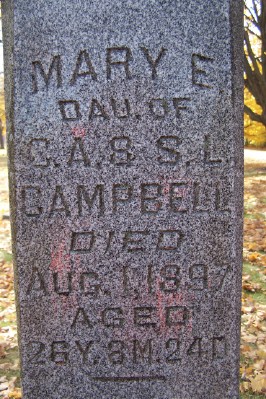 MARY E.
DAU. OF
C. A. & S. L.
CAMPBELL
DIED
AUG. 1, 1897
AGED
26Y. 8M. 24D